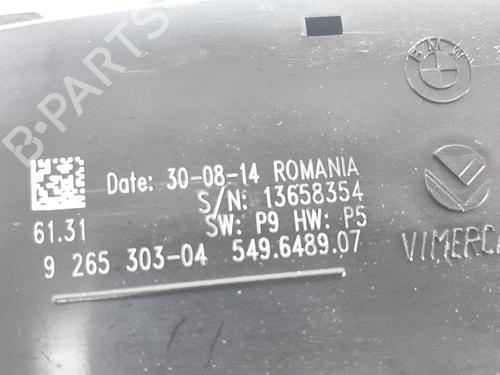 BMW
Date: 30-08-14 ROMANIA
S/N: 13658354
SW: P9 HW: P5
61.31
9 265 303-04 549.6489.07
VIMERCA
B-PARTS